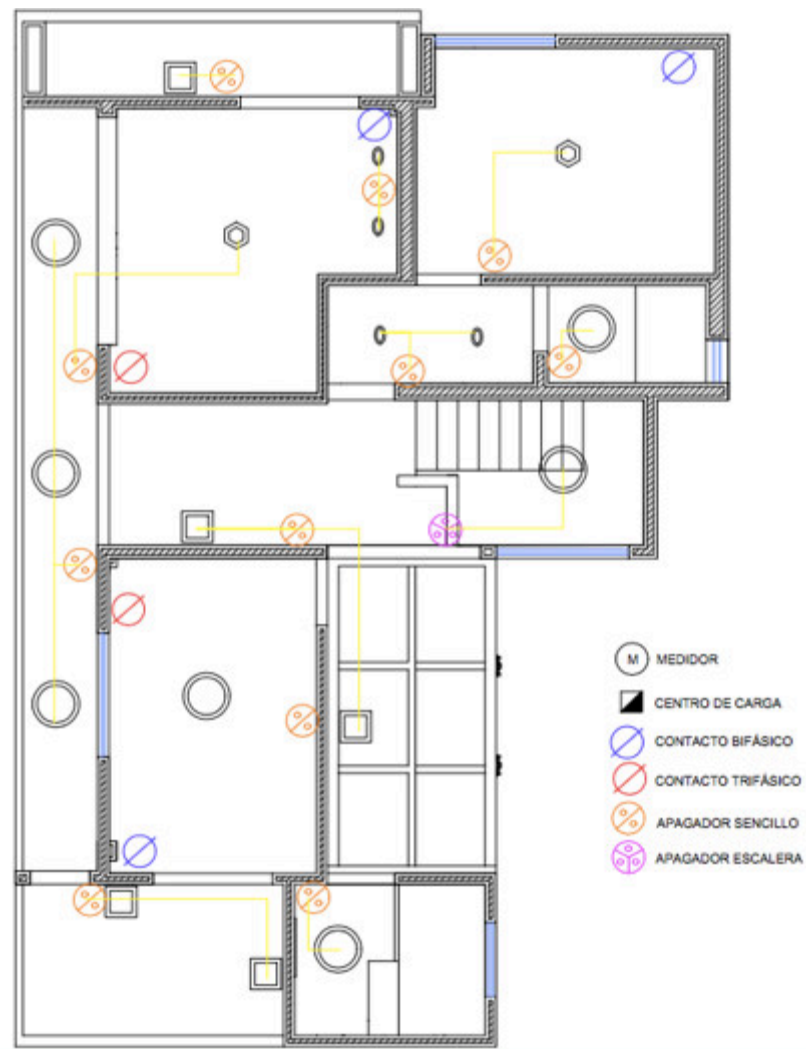 M MEDIDOR
CENTRO DE CARGA
CONTACTO BIFÁSICO
CONTACTO TRIFÁSICO
APAGADOR SENCILLO
APAGADOR ESCALERA